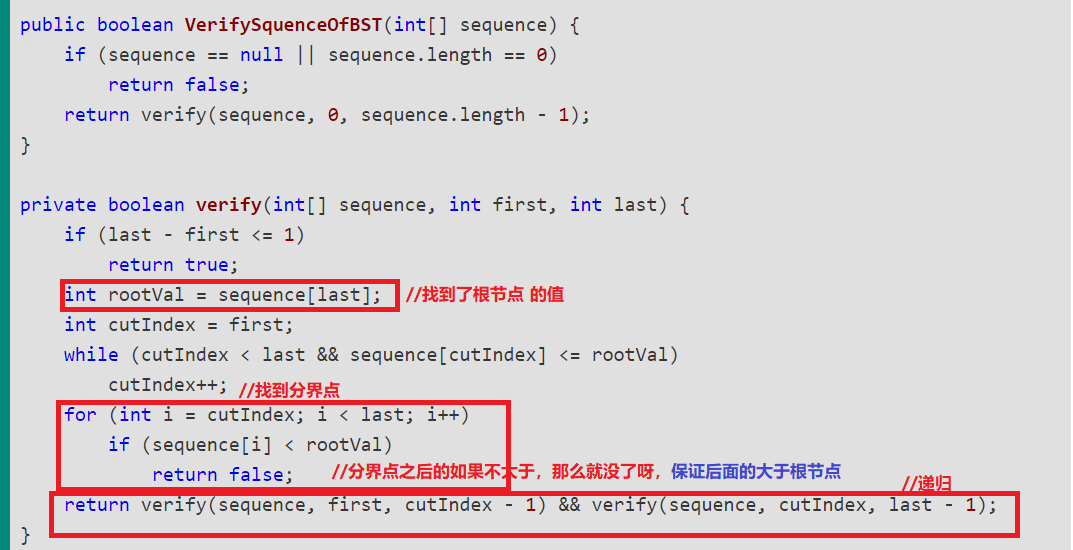 public boolean VerifySquenceOfBST(int[] sequence) {
if (sequence == null || sequence.length == 0)
return false;
return verify(sequence, 0, sequence.length - 1);
}
private boolean verify(int[] sequence, int first, int last) {
if (last - first <= 1)
return true;
int rootVal = sequence[last]; //找到了根节点 的值
int cutIndex = first;
while (cutIndex < last && sequence[cutIndex] <= rootVal)
cutIndex++; //找到分界点
for (int i = cutIndex; i < last; i++)
if (sequence[i] < rootVal)
return false; //分界点之后的如果不大于，那么就没了呀，保证后面的大于根节点
//递归
return verify(sequence, first, cutIndex - 1) && verify(sequence, cutIndex, last - 1);
}